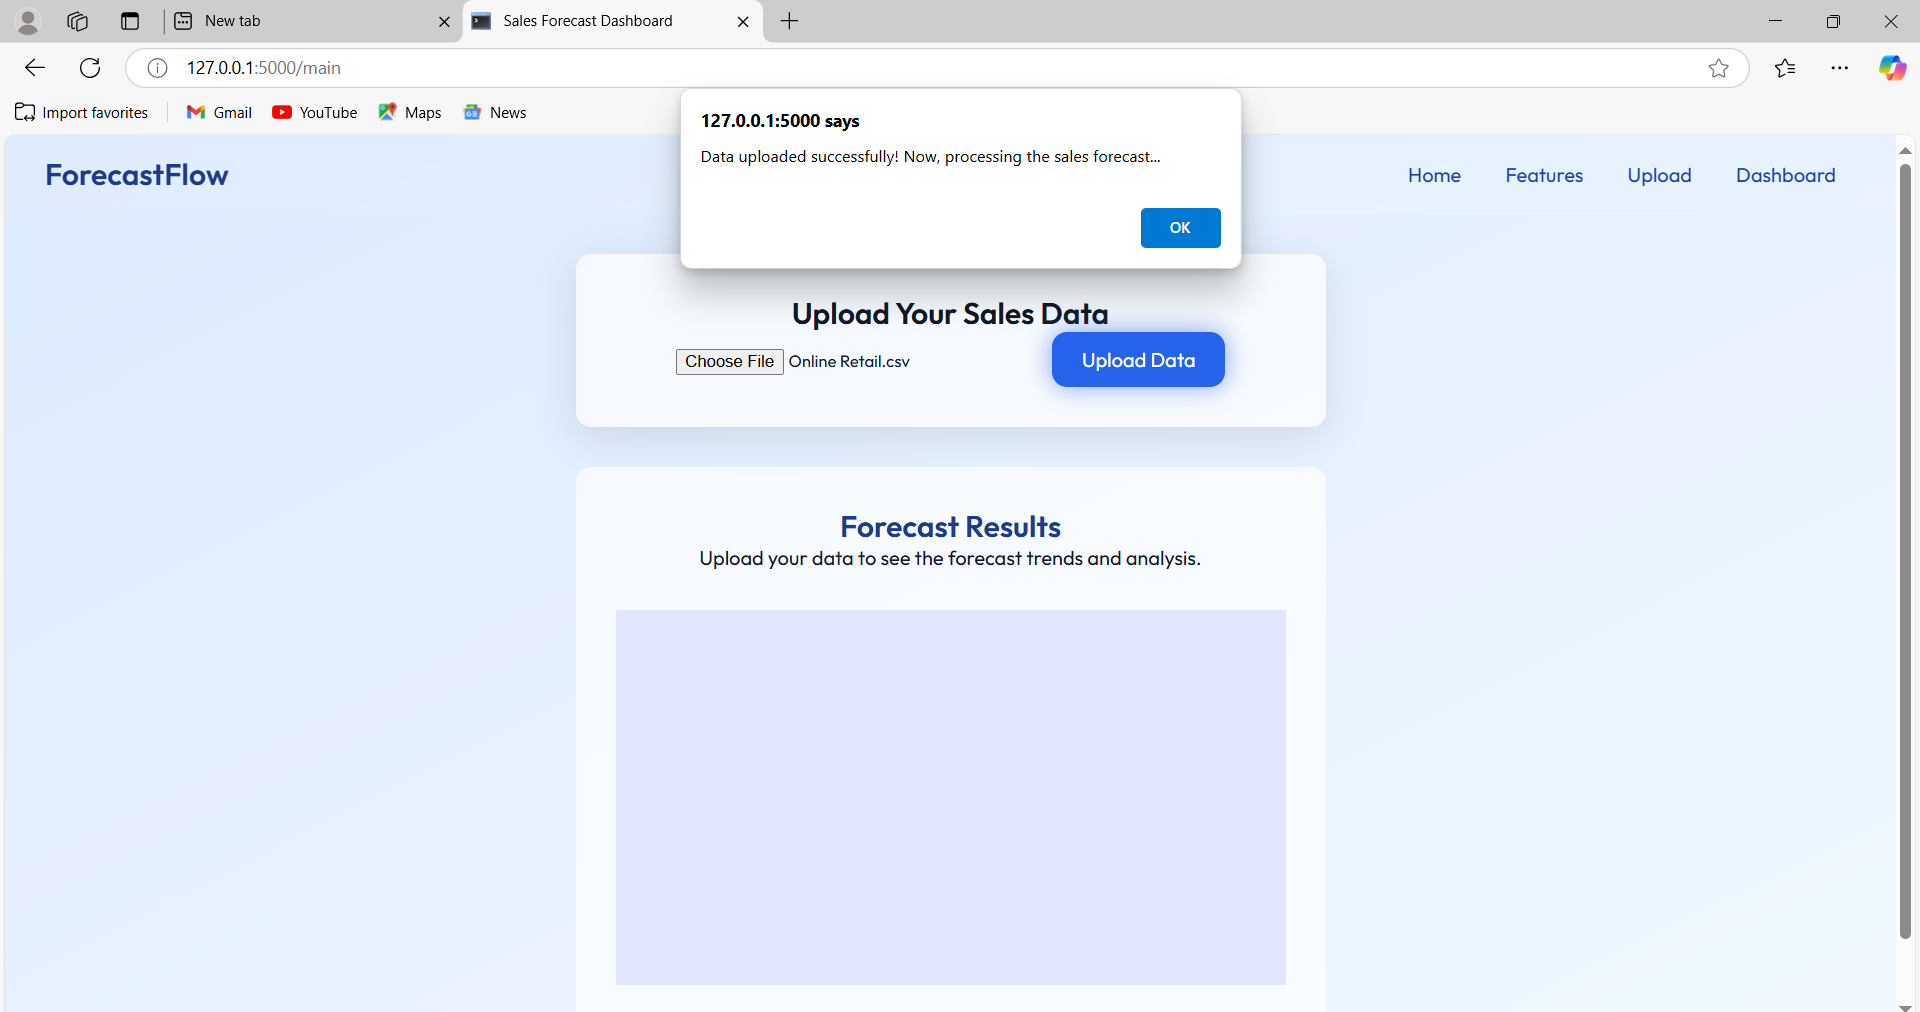 New tab
Sales Forecast Dashboard
127.0.0.1:5000/main
Import favorites
Gmail
YouTube
Maps
News
127.0.0.1:5000 says
Data uploaded successfully! Now, processing the sales forecast...
OK
ForecastFlow
Home
Features
Upload
Dashboard
Upload Your Sales Data
Choose File Online Retail.csv
Upload Data
Forecast Results
Upload your data to see the forecast trends and analysis.